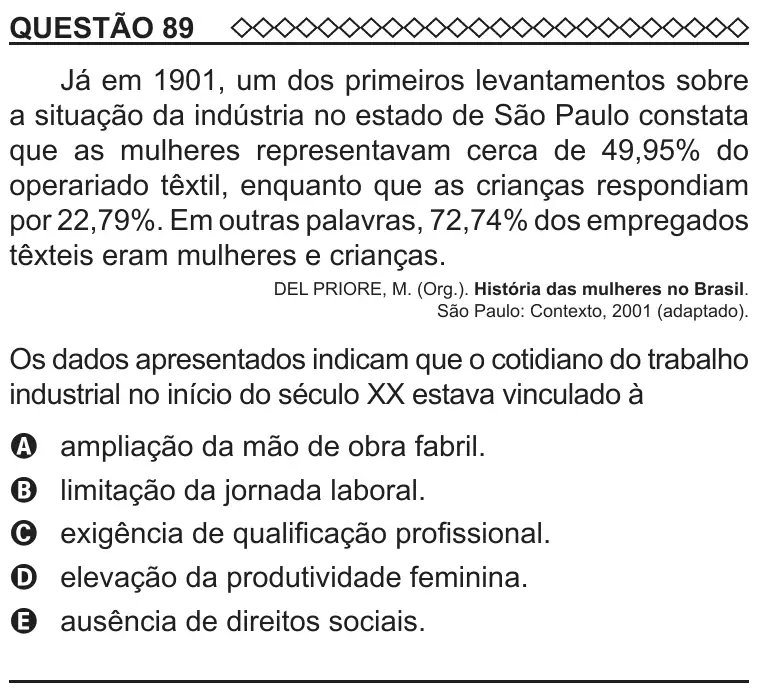 QUESTÃO 89
Já em 1901, um dos primeiros levantamentos sobre
a situação da indústria no estado de São Paulo constata
que as mulheres representavam cerca de 49,95% do
operariado têxtil, enquanto que as crianças respondiam
por 22,79%. Em outras palavras, 72,74% dos empregados
têxteis eram mulheres e crianças.
DEL PRIORE, M. (Org.). História das mulheres no Brasil.
São Paulo: Contexto, 2001 (adaptado).
Os dados apresentados indicam que o cotidiano do trabalho
industrial no início do século XX estava vinculado à
A ampliação da mão de obra fabril.
B limitação da jornada laboral.
C exigência de qualificação profissional.
D elevação da produtividade feminina.
E ausência de direitos sociais.